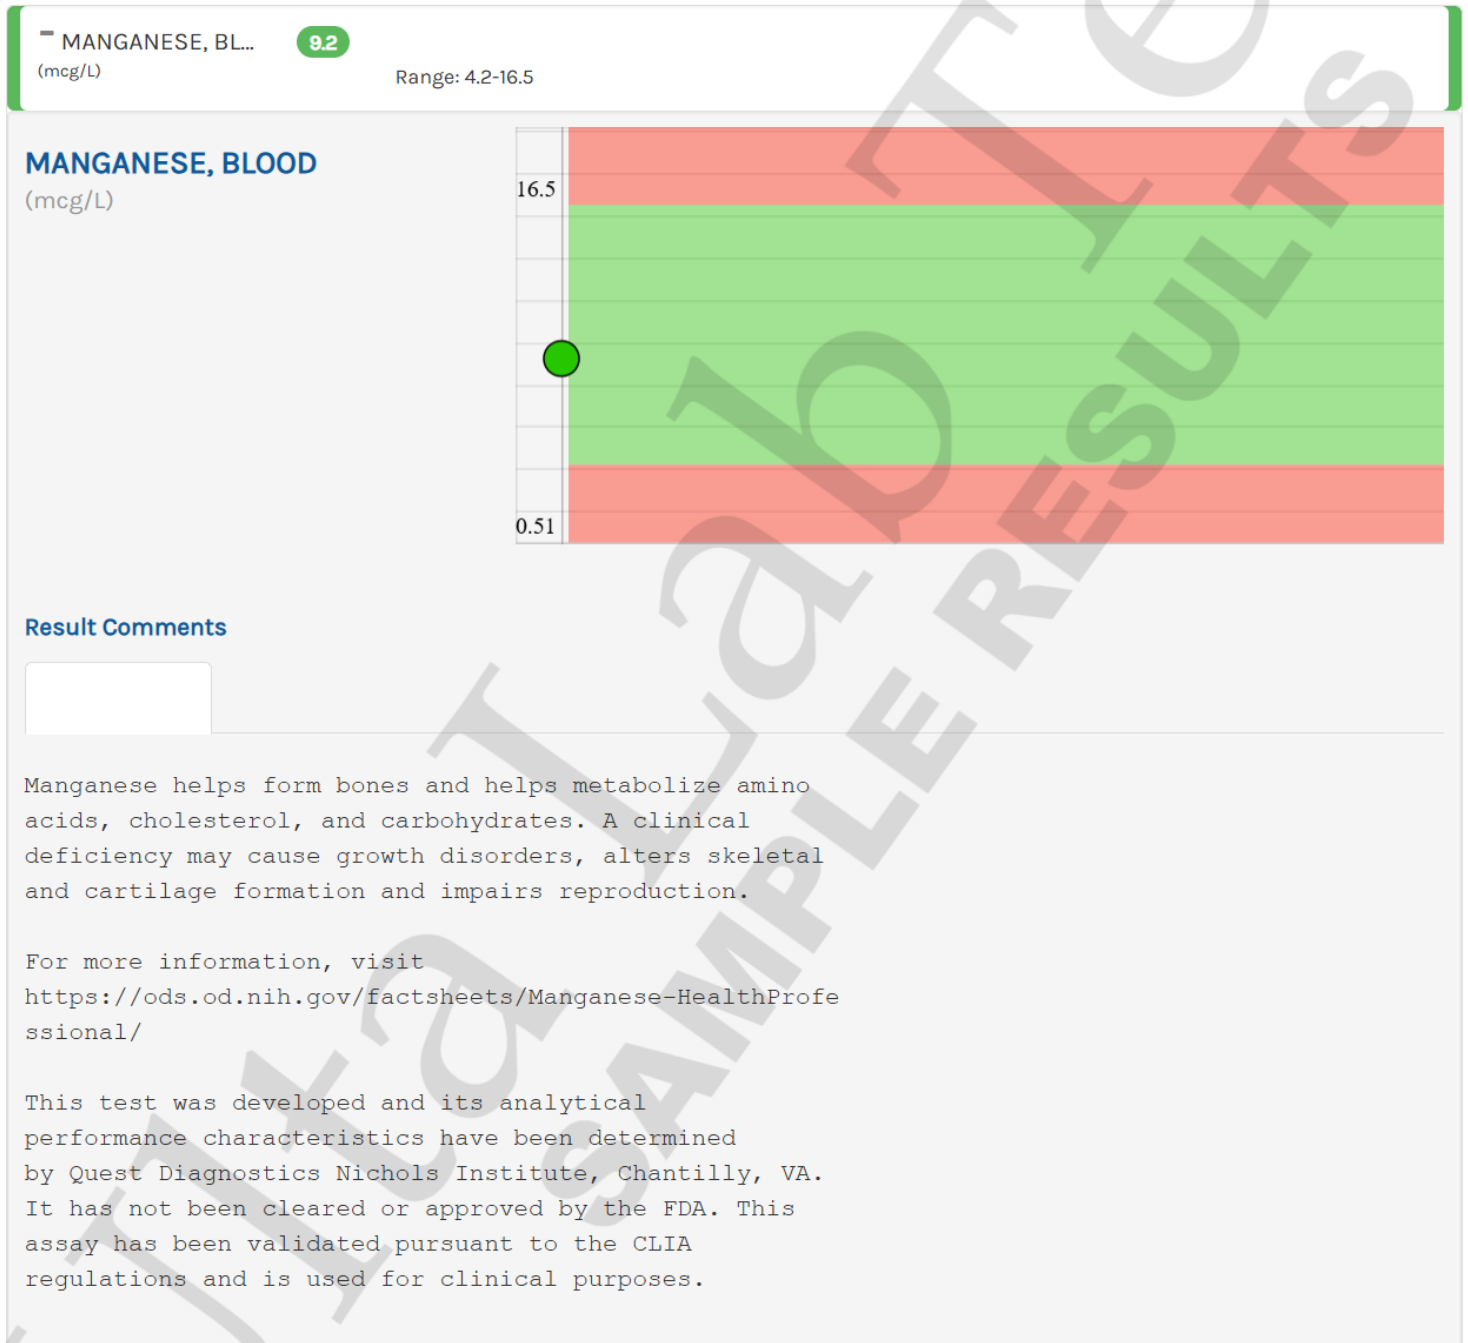 MANGANESE, BL...
9.2
(mcg/L)
Range: 4.2-16.5
MANGANESE, BLOOD
(mcg/L)
16.5
0.51
Result Comments
Manganese helps form bones and helps metabolize amino
acids, cholesterol, and carbohydrates. A clinical
deficiency may cause growth disorders, alters skeletal
and cartilage formation and impairs reproduction.
For more information, visit
https://ods.od.nih.gov/factsheets/Manganese-HealthProfe
ssional/
This test was developed and its analytical
performance characteristics have been determined
by Quest Diagnostics Nichols Institute, Chantilly, VA.
It has not been cleared or approved by the FDA. This
assay has been validated pursuant to the CLIA
regulations and is used for clinical purposes.
lta Lab Te
SAMPLE RESULTS